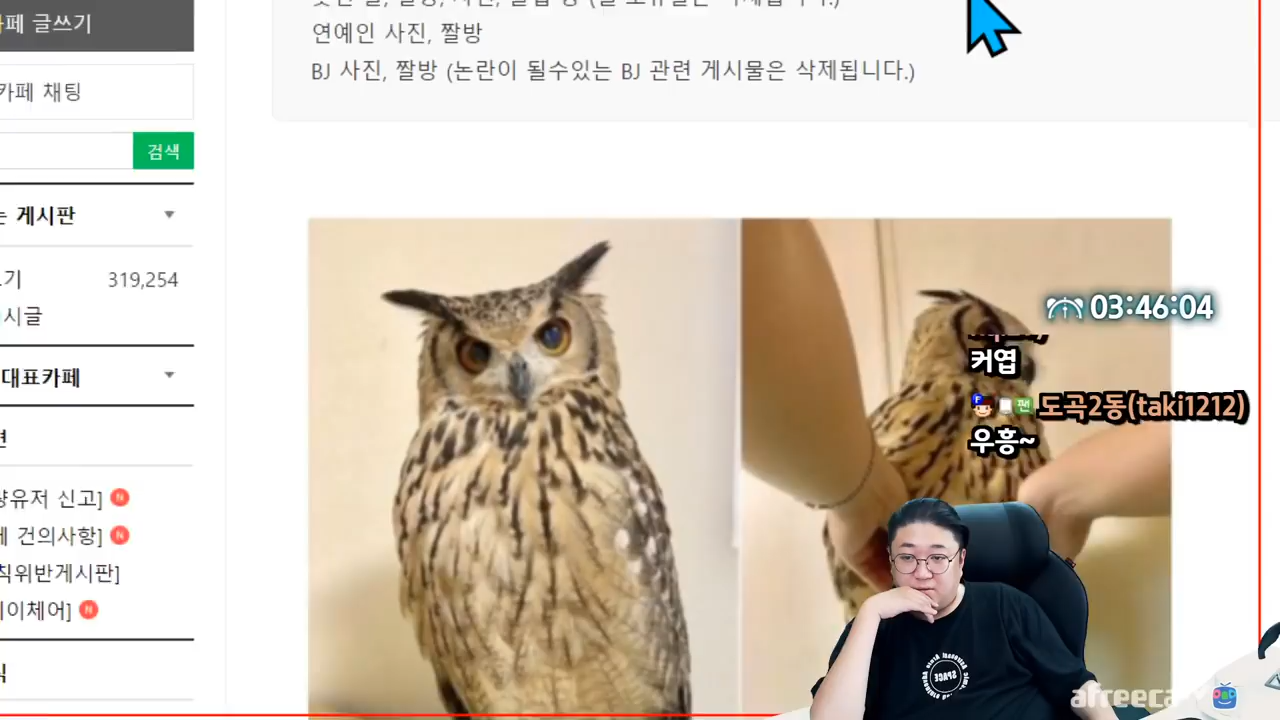 페 글쓰기
연예인 사진, 짤방
BJ 사진, 짤방 (논란이 될수있는 BJ 관련 게시물은 삭제됩니다.)
카페 채팅
검색
는 게시판
319,254
시글
03:46:04
커엽
대표카페
도곡2동(taki1212)
우흥~
량유저 신고] N
건의사항] N
칙위반게시판]
이체어] N
SPACE
afreeca